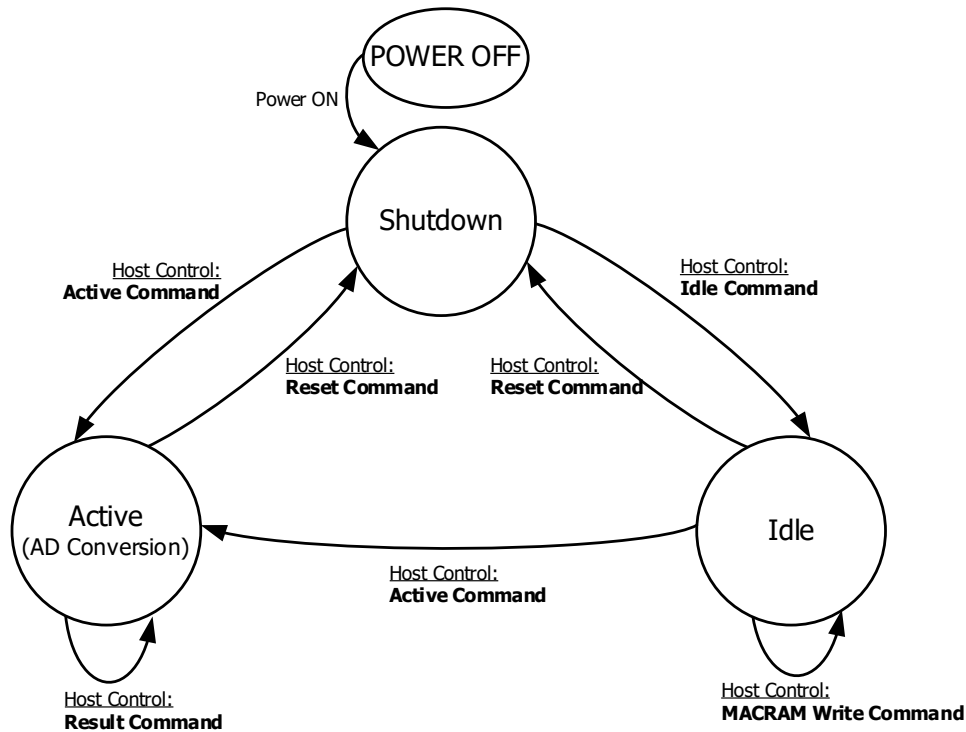 POWER OFF
Power ON
Shutdown
Host Control:
Active Command
Host Control:
Idle Command
Host Control:
Reset Command
Host Control:
Reset Command
Active
(AD Conversion)
Idle
Host Control:
Active Command
Host Control:
Result Command
Host Control:
MACRAM Write Command